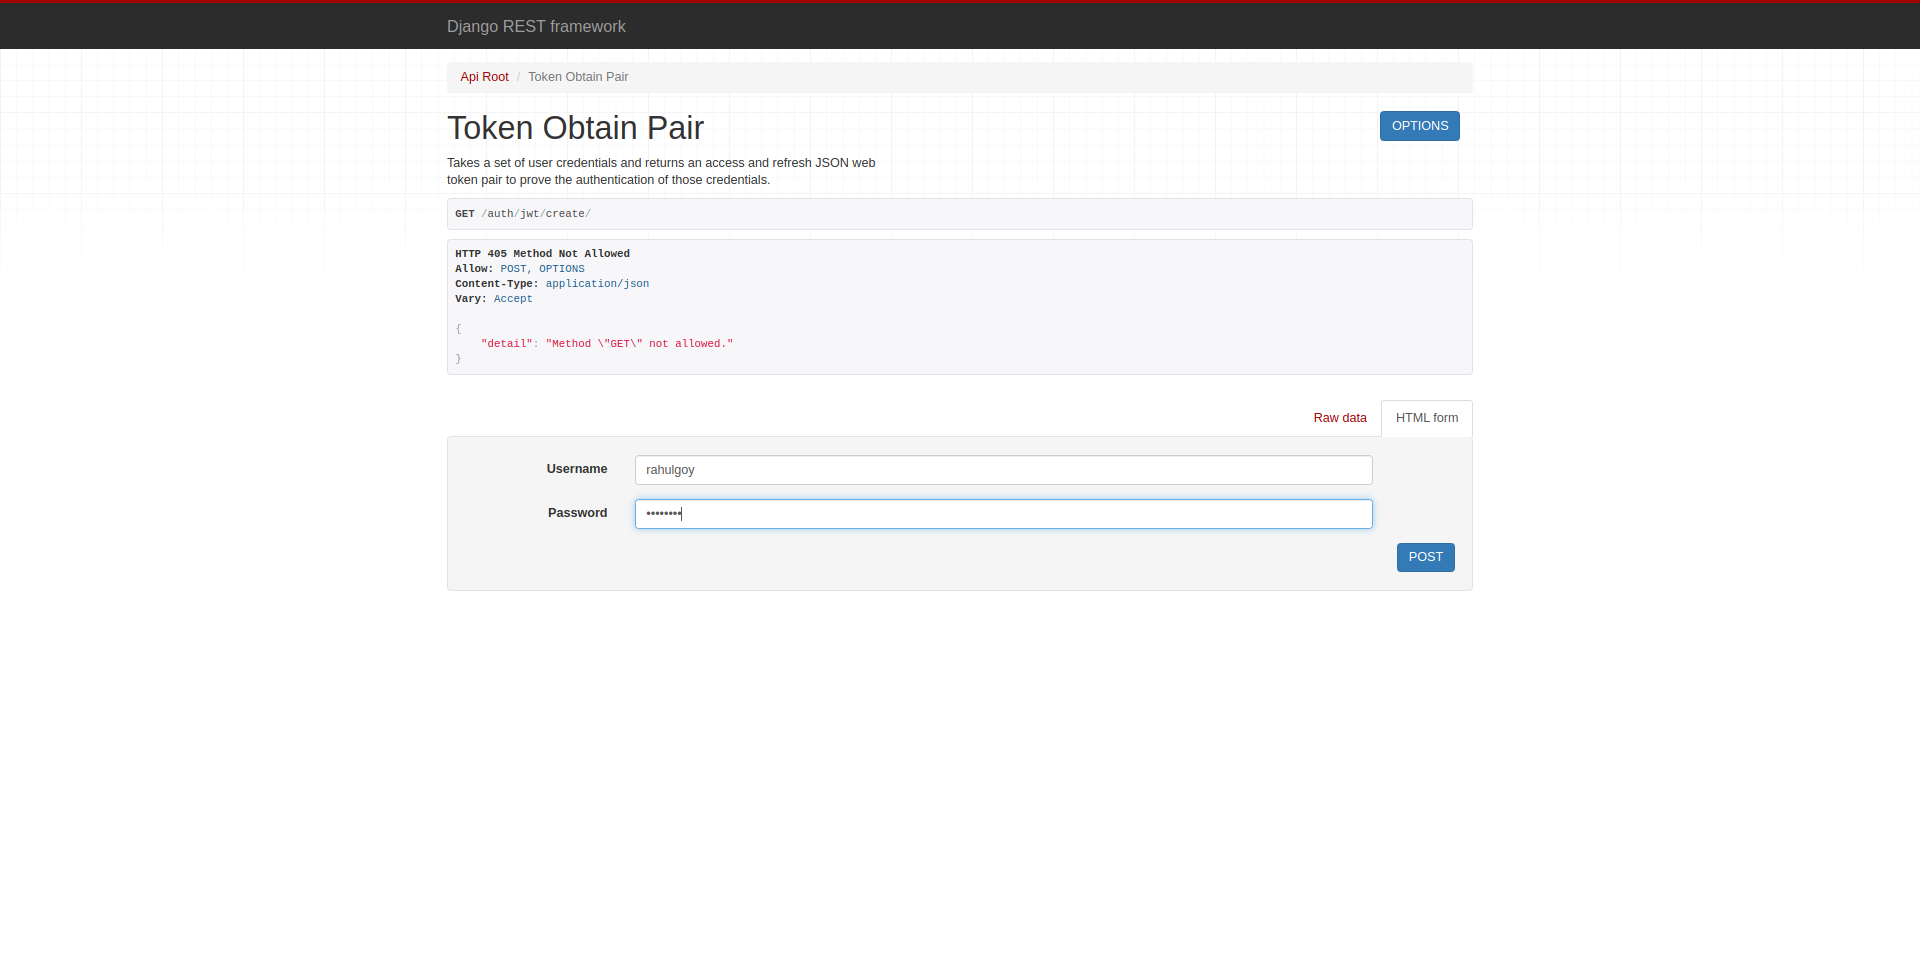 Django REST framework
Api Root / Token Obtain Pair
Token Obtain Pair
OPTIONS
Takes a set of user credentials and returns an access and refresh JSON web
token pair to prove the authentication of those credentials.
GET /auth/jwt/create/
HTTP 405 Method Not Allowed
Allow: POST, OPTIONS
Content-Type: application/json
Vary: Accept
{
    "detail": "Method \"GET\" not allowed."
}
Raw data HTML form
Username rahulgoy
Password ••••••••
POST